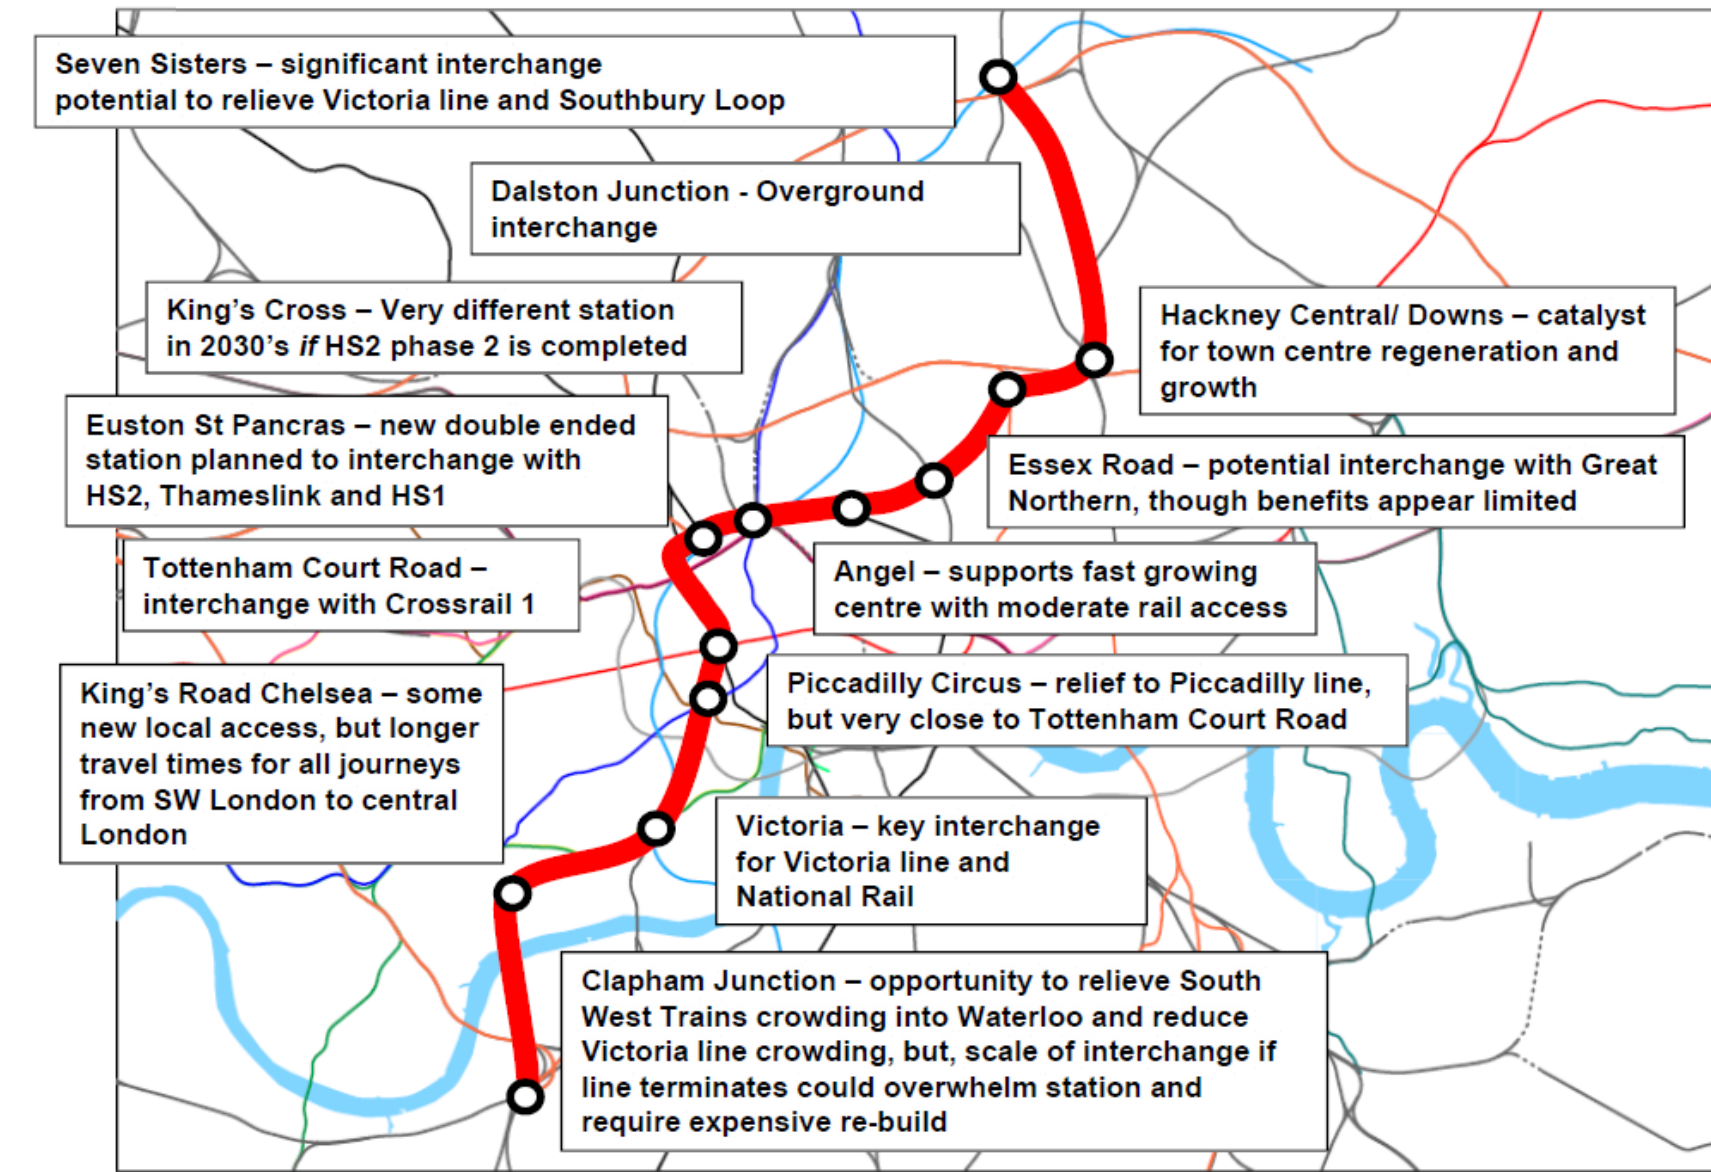 Seven Sisters – significant interchange
potential to relieve Victoria line and Southbury Loop
Dalston Junction - Overground
interchange
King’s Cross – Very different station
in 2030’s if HS2 phase 2 is completed
Hackney Central/ Downs – catalyst
for town centre regeneration and
growth
Euston St Pancras – new double ended
station planned to interchange with
HS2, Thameslink and HS1
Essex Road – potential interchange with Great
Northern, though benefits appear limited
Tottenham Court Road –
interchange with Crossrail 1
Angel – supports fast growing
centre with moderate rail access
King’s Road Chelsea – some
new local access, but longer
travel times for all journeys
from SW London to central
London
Piccadilly Circus – relief to Piccadilly line,
but very close to Tottenham Court Road
Victoria – key interchange
for Victoria line and
National Rail
Clapham Junction – opportunity to relieve South
West Trains crowding into Waterloo and reduce
Victoria line crowding, but, scale of interchange if
line terminates could overwhelm station and
require expensive re-build